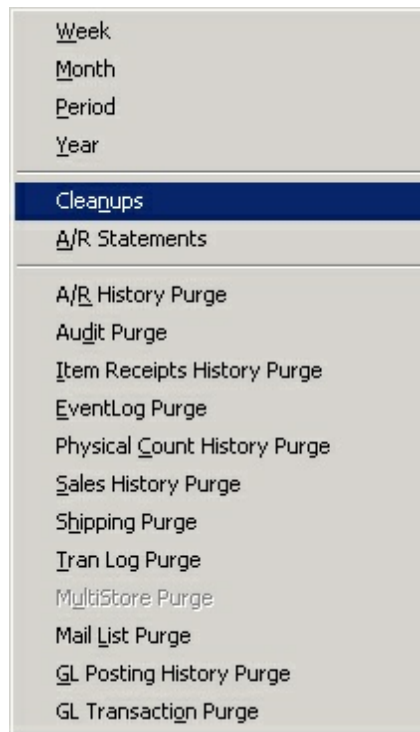 Week
Month
Period
Year
Cleanups
A/R Statements
A/R History Purge
Audit Purge
Item Receipts History Purge
EventLog Purge
Physical Count History Purge
Sales History Purge
Shipping Purge
Tran Log Purge
MultiStore Purge
Mail List Purge
GL Posting History Purge
GL Transaction Purge